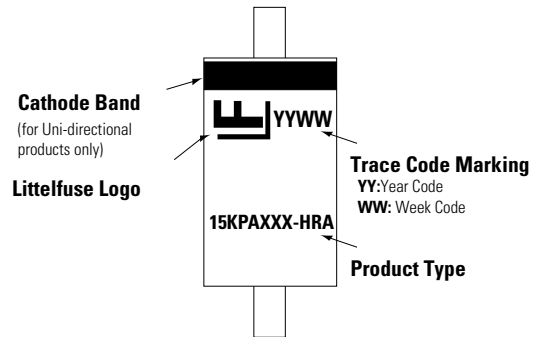 Cathode Band
(for Uni-directional
products only)
Littelfuse Logo
YYWW
Trace Code Marking
YY:Year Code
WW: Week Code
15KPAXXX-HRA
Product Type